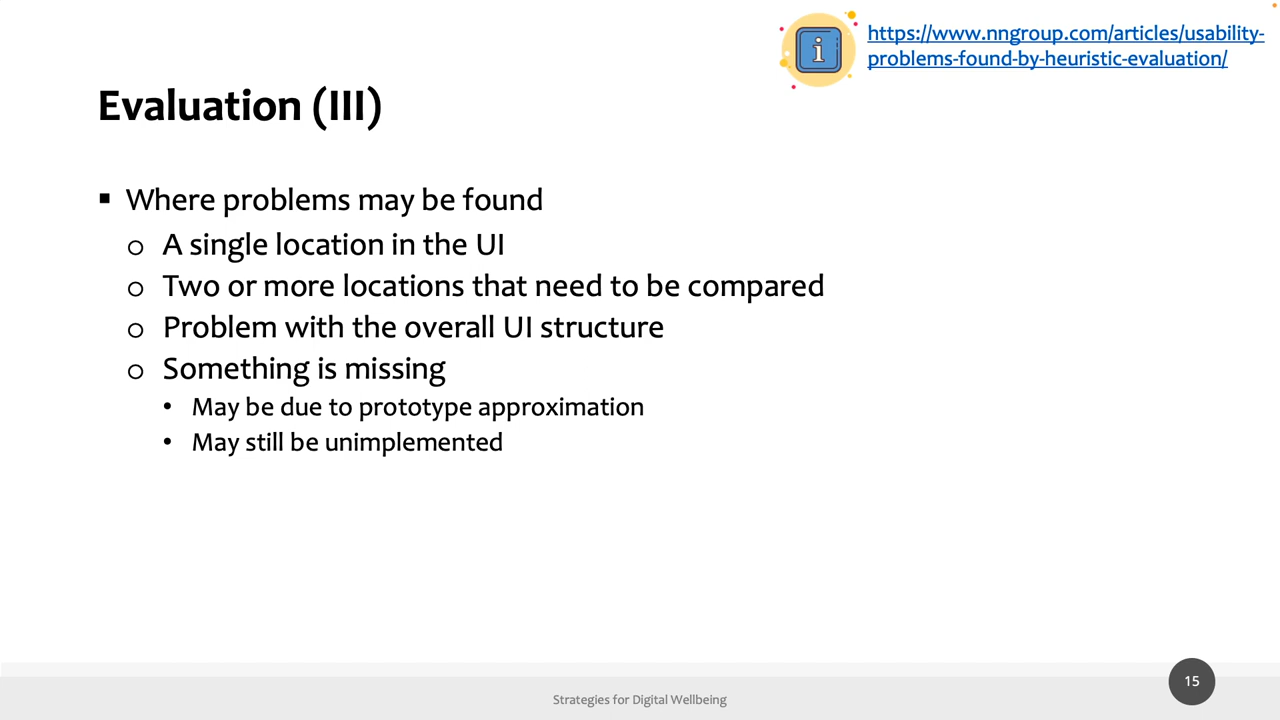 https://www.nngroup.com/articles/usability-
problems-found-by-heuristic-evaluation/
Evaluation (III)
▪ Where problems may be found
o A single location in the UI
o Two or more locations that need to be compared
o Problem with the overall UI structure
o Something is missing
• May be due to prototype approximation
• May still be unimplemented
Strategies for Digital Wellbeing
15